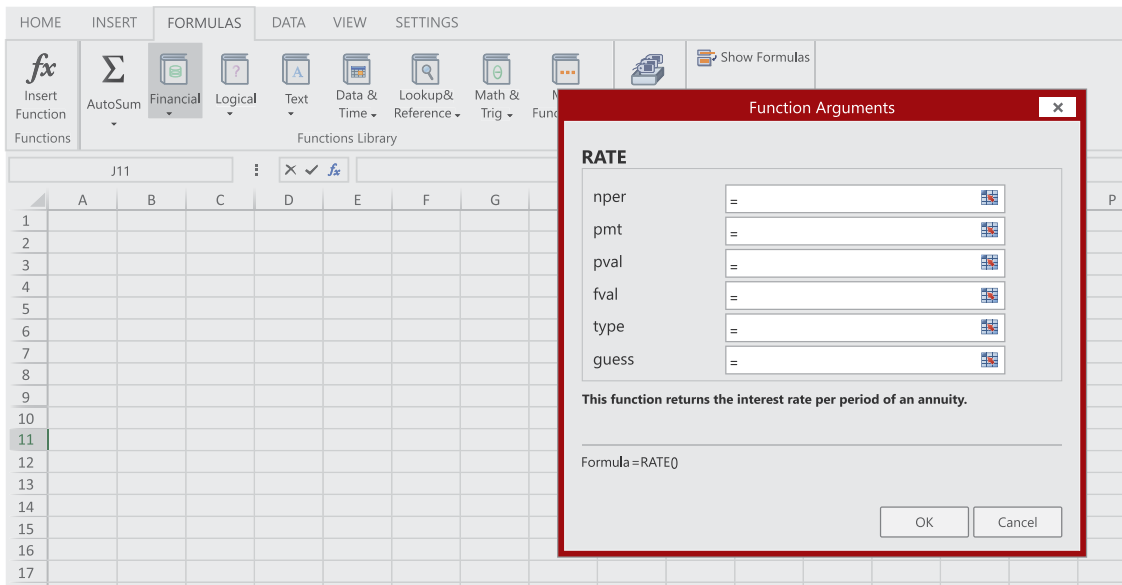 HOME INSERT FORMULAS DATA VIEW SETTINGS
fx Σ ? A θ Show Formulas
Insert Function AutoSum Financial Logical Text Data & Time Lookup& Reference Math & Trig
Functions Functions Library
J11 fx
A B C D E F G P
1
2
3
4
5
6
7
8
9
10
11
12
13
14
15
16
17
Function Arguments
RATE
nper =
pmt =
pval =
fval =
type =
guess =
This function returns the interest rate per period of an annuity.
Formula =RATE()
OK Cancel